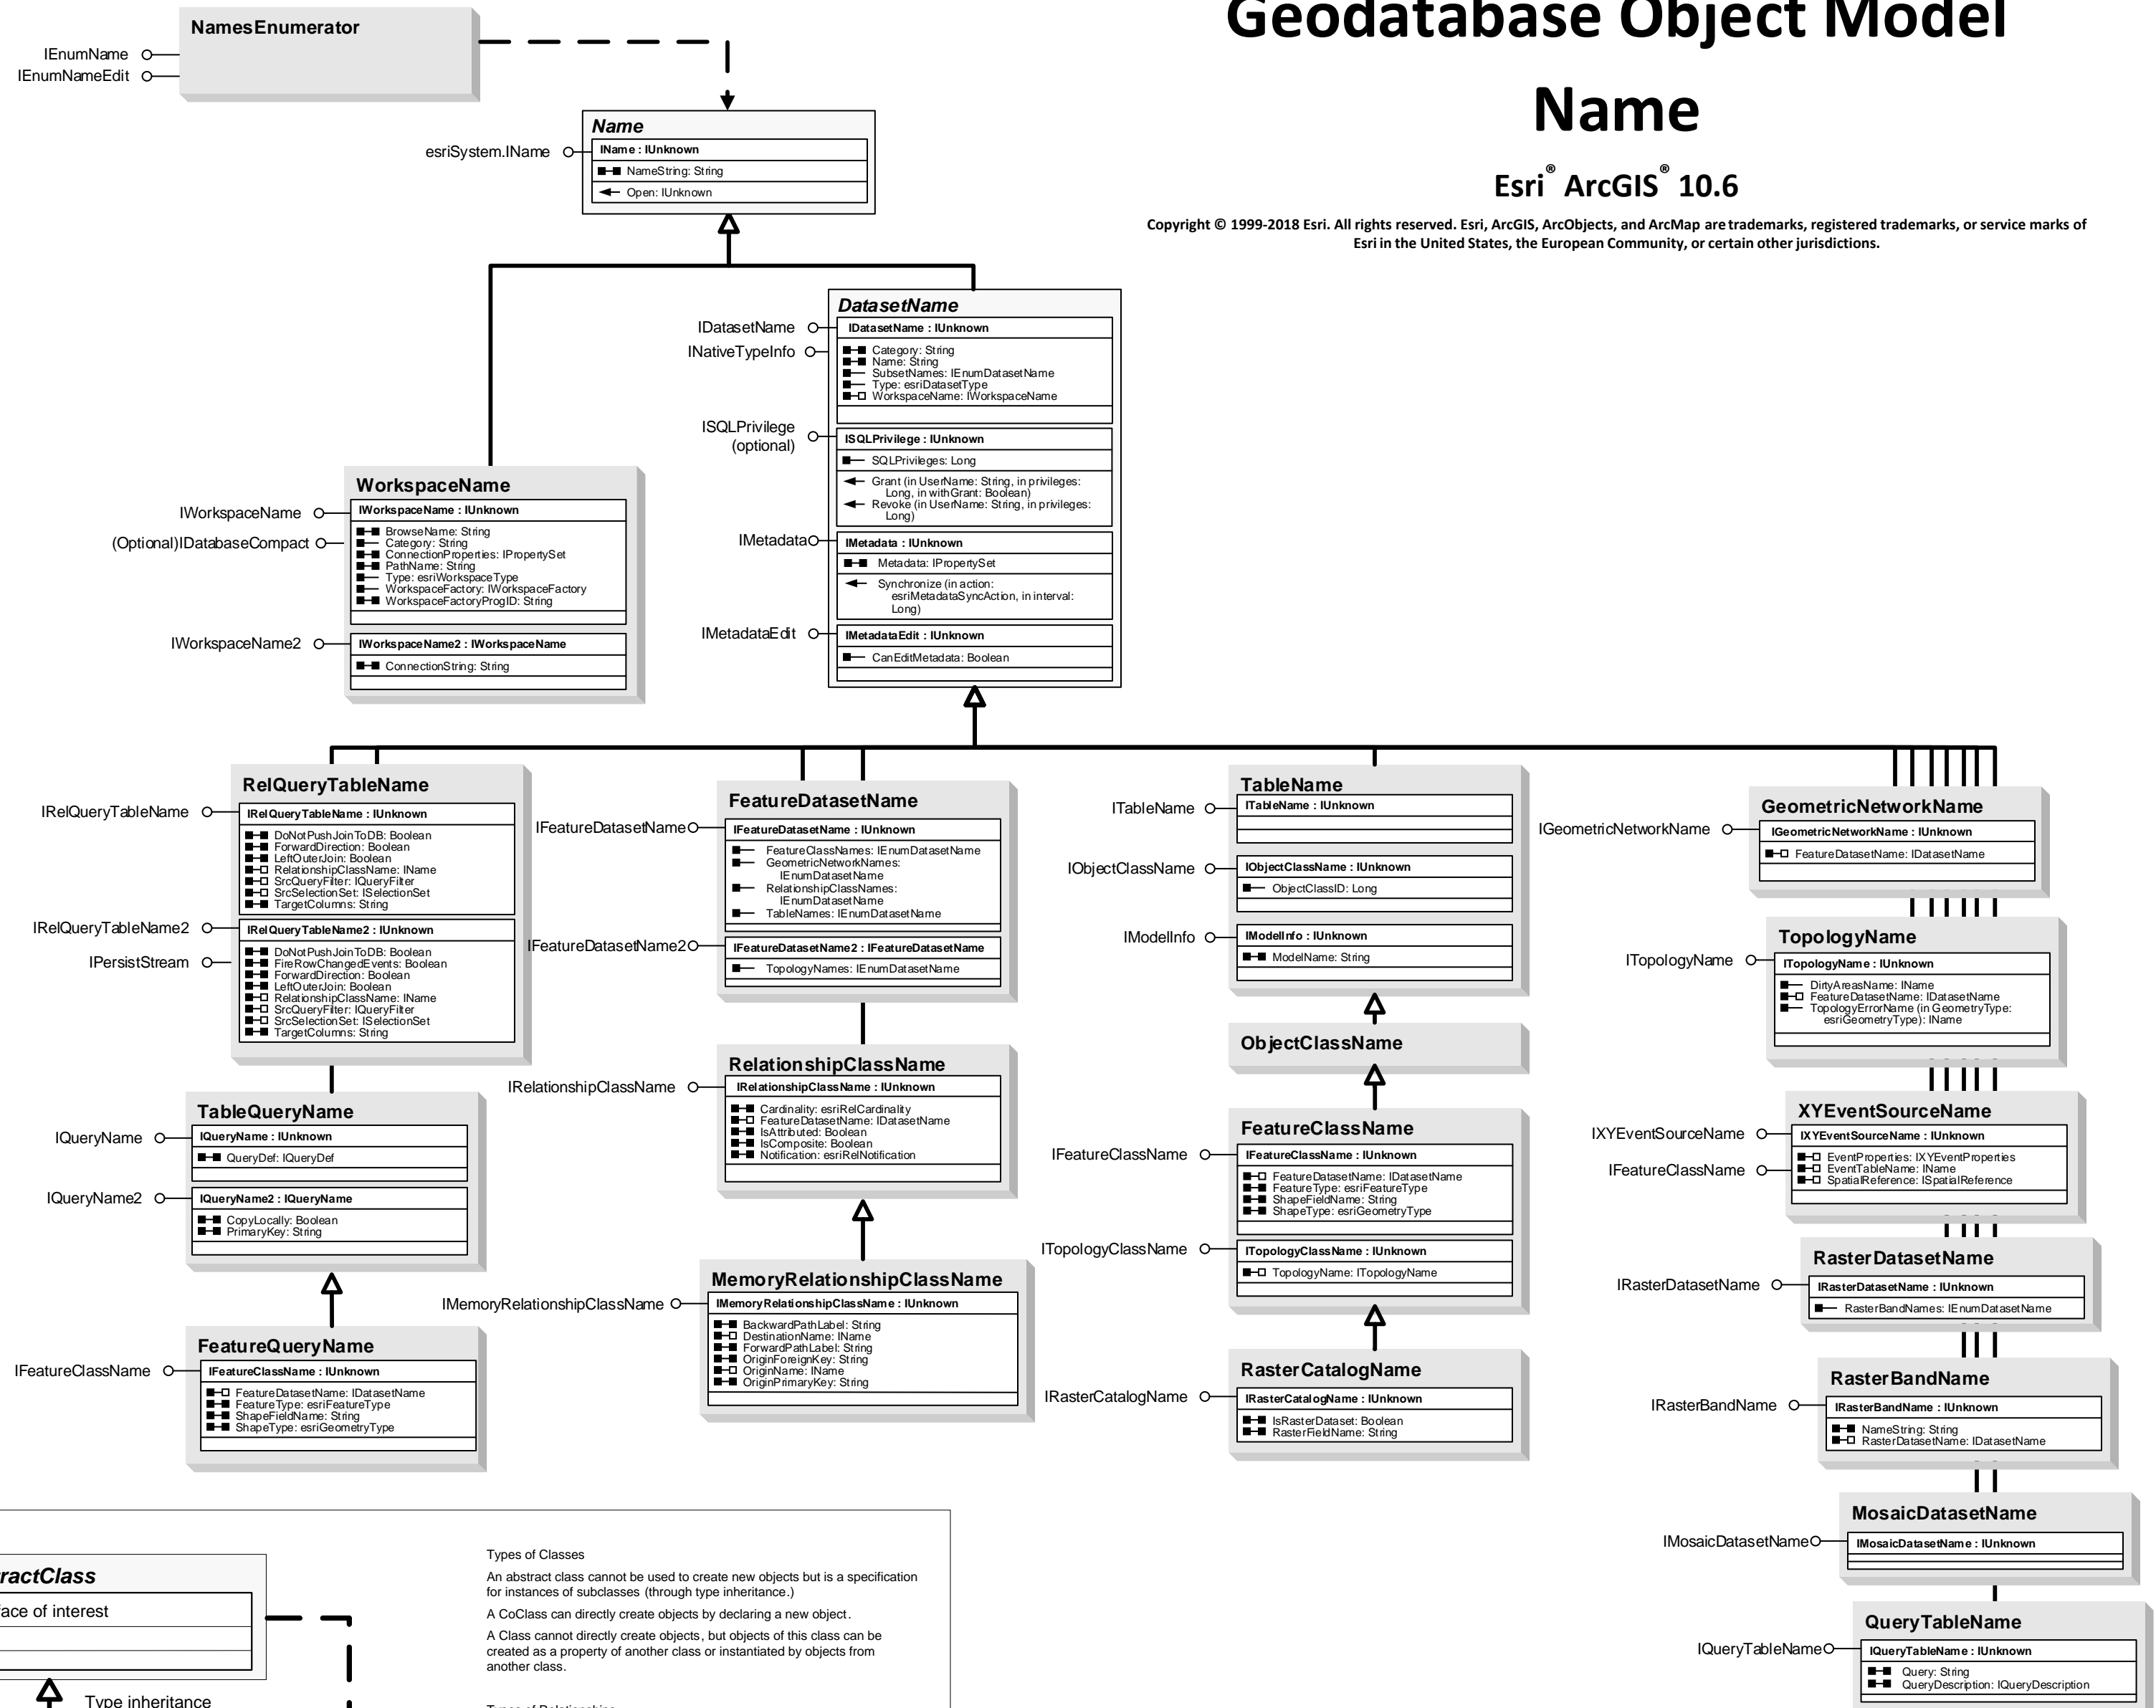 Geodatabase Object Model
Name
Esri® ArcGIS® 10.6
Copyright © 1999-2018 Esri. All rights reserved. Esri, ArcGIS, ArcObjects, and ArcMap are trademarks, registered trademarks, or service marks of
Esri in the United States, the European Community, or certain other jurisdictions.
NamesEnumerator
IEnumName
IEnumNameEdit
Name
esriSystem.IName
IName : IUnknown
NameString: String
Open: IUnknown
DatasetName
IDatasetName
INativeTypeInfo
IDatasetName : IUnknown
Category: String
Name: String
SubsetNames: IEnumDatasetName
Type: esriDatasetType
WorkspaceName: IWorkspaceName
ISQLPrivilege
(optional)
ISQLPrivilege : IUnknown
SQLPrivileges: Long
Grant (in UserName: String, in privileges:
Long, in withGrant: Boolean)
Revoke (in UserName: String, in privileges:
Long)
IMetadata
IMetadata : IUnknown
Metadata: IPropertySet
Synchronize (in action:
esriMetadataSyncAction, in interval:
Long)
IMetadataEdit
IMetadataEdit : IUnknown
CanEditMetadata: Boolean
WorkspaceName
IWorkspaceName
(Optional)IDatabaseCompact
IWorkspaceName : IUnknown
BrowseName: String
Category: String
ConnectionProperties: IPropertySet
PathName: String
Type: esriWorkspaceType
WorkspaceFactory: IWorkspaceFactory
WorkspaceFactoryProgID: String
IWorkspaceName2
IWorkspaceName2 : IWorkspaceName
ConnectionString: String
RelQueryTableName
IRelQueryTableName
IRelQueryTableName : IUnknown
DoNotPushJoinToDB: Boolean
ForwardDirection: Boolean
LeftOuterJoin: Boolean
RelationshipClassName: IName
SrcQueryFilter: IQueryFilter
SrcSelectionSet: ISelectionSet
TargetColumns: String
IRelQueryTableName2
IPersistStream
IRelQueryTableName2 : IUnknown
DoNotPushJoinToDB: Boolean
FireRowChangedEvents: Boolean
ForwardDirection: Boolean
LeftOuterJoin: Boolean
RelationshipClassName: IName
SrcQueryFilter: IQueryFilter
SrcSelectionSet: ISelectionSet
TargetColumns: String
TableQueryName
IQueryName
IQueryName : IUnknown
QueryDef: IQueryDef
IQueryName2
IQueryName2 : IQueryName
CopyLocally: Boolean
PrimaryKey: String
FeatureQueryName
IFeatureClassName
IFeatureClassName : IUnknown
FeatureDatasetName: IDatasetName
FeatureType: esriFeatureType
ShapeFieldName: String
ShapeType: esriGeometryType
FeatureDatasetName
IFeatureDatasetName
IFeatureDatasetName : IUnknown
FeatureClassNames: IEnumDatasetName
GeometricNetworkNames:
IEnumDatasetName
RelationshipClassNames:
IEnumDatasetName
TableNames: IEnumDatasetName
IFeatureDatasetName2
IFeatureDatasetName2 : IFeatureDatasetName
TopologyNames: IEnumDatasetName
RelationshipClassName
IRelationshipClassName
IRelationshipClassName : IUnknown
Cardinality: esriRelCardinality
FeatureDatasetName: IDatasetName
IsAttributed: Boolean
IsComposite: Boolean
Notification: esriRelNotification
MemoryRelationshipClassName
IMemoryRelationshipClassName
IMemoryRelationshipClassName : IUnknown
BackwardPathLabel: String
DestinationName: IName
ForwardPathLabel: String
OriginForeignKey: String
OriginName: IName
OriginPrimaryKey: String
TableName
ITableName
ITableName : IUnknown
IObjectClassName
IObjectClassName : IUnknown
ObjectClassID: Long
IModelInfo
IModelInfo : IUnknown
ModelName: String
ObjectClassName
FeatureClassName
IFeatureClassName
IFeatureClassName : IUnknown
FeatureDatasetName: IDatasetName
FeatureType: esriFeatureType
ShapeFieldName: String
ShapeType: esriGeometryType
ITopologyClassName
ITopologyClassName : IUnknown
TopologyName: ITopologyName
RasterCatalogName
IRasterCatalogName
IRasterCatalogName : IUnknown
IsRasterDataset: Boolean
RasterFieldName: String
GeometricNetworkName
IGeometricNetworkName
IGeometricNetworkName : IUnknown
FeatureDatasetName: IDatasetName
TopologyName
ITopologyName
ITopologyName : IUnknown
DirtyAreasName: IName
FeatureDatasetName: IDatasetName
TopologyErrorName (in GeometryType:
esriGeometryType): IName
XYEventSourceName
IXYEventSourceName
IFeatureClassName
IXYEventSourceName : IUnknown
EventProperties: IXYEventProperties
EventTableName: IName
SpatialReference: ISpatialReference
RasterDatasetName
IRasterDatasetName
IRasterDatasetName : IUnknown
RasterBandNames: IEnumDatasetName
RasterBandName
IRasterBandName
IRasterBandName : IUnknown
NameString: String
RasterDatasetName: IDatasetName
MosaicDatasetName
IMosaicDatasetName
IMosaicDatasetName : IUnknown
QueryTableName
IQueryTableName
IQueryTableName : IUnknown
Query: String
QueryDescription: IQueryDescription
ractClass
face of interest
Type inheritance
Types of Classes
An abstract class cannot be used to create new objects but is a specification
for instances of subclasses (through type inheritance.)
A CoClass can directly create objects by declaring a new object.
A Class cannot directly create objects, but objects of this class can be
created as a property of another class or instantiated by objects from
another class.